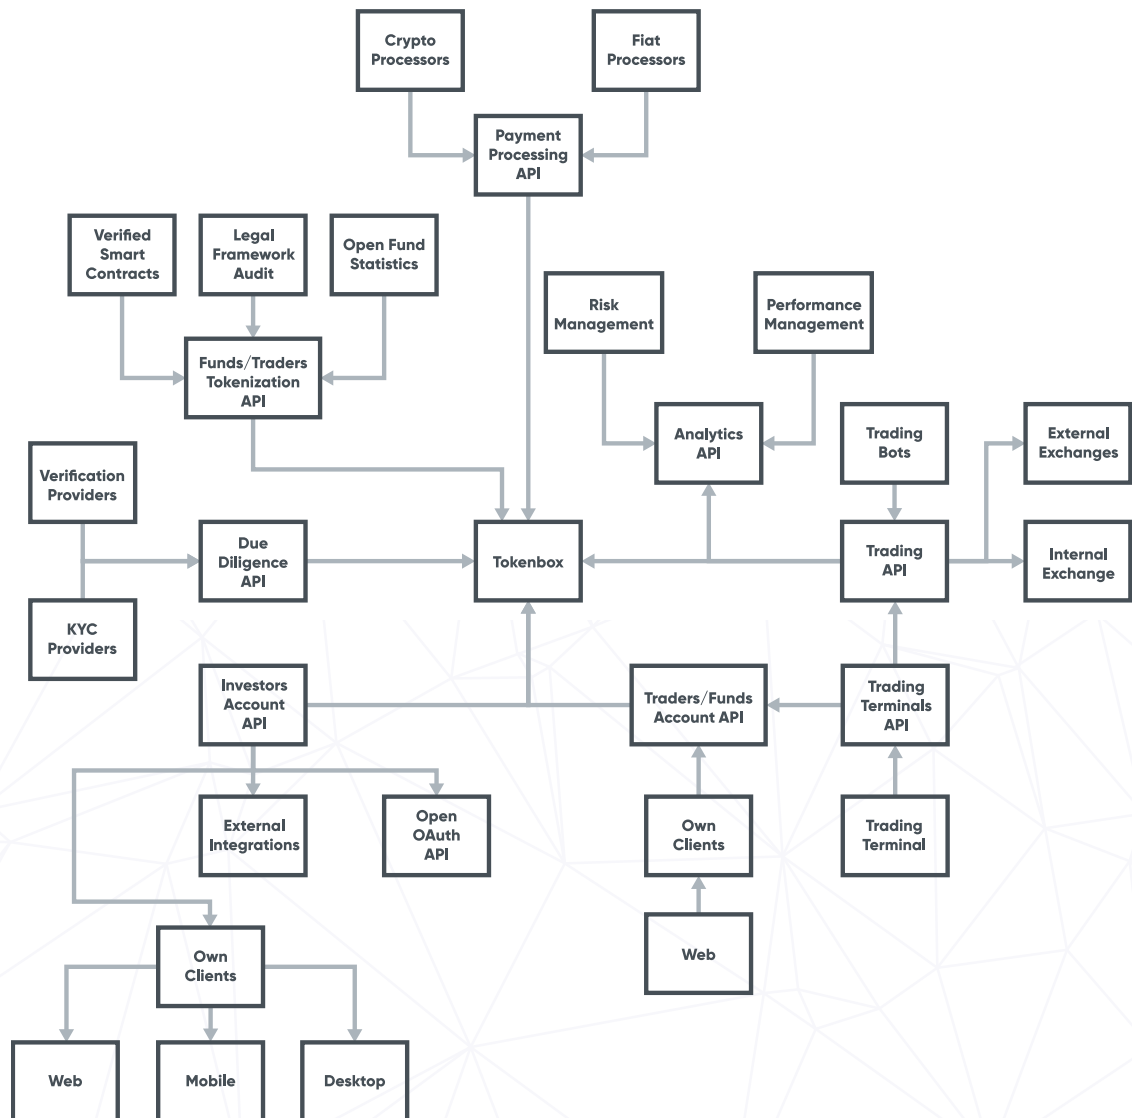 Crypto
Processors
Fiat
Processors
Payment
Processing
API
Verified
Smart
Contracts
Legal
Framework
Audit
Open Fund
Statistics
Risk
Management
Performance
Management
Funds/Traders
Tokenization
API
Analytics
API
Trading
Bots
External
Exchanges
Verification
Providers
Due
Diligence
API
Tokenbox
Trading
API
Internal
Exchange
KYC
Providers
Investors
Account
API
Traders/Funds
Account API
Trading
Terminals
API
External
Integrations
Open
OAuth
API
Own
Clients
Trading
Terminal
Own
Clients
Web
Web
Mobile
Desktop